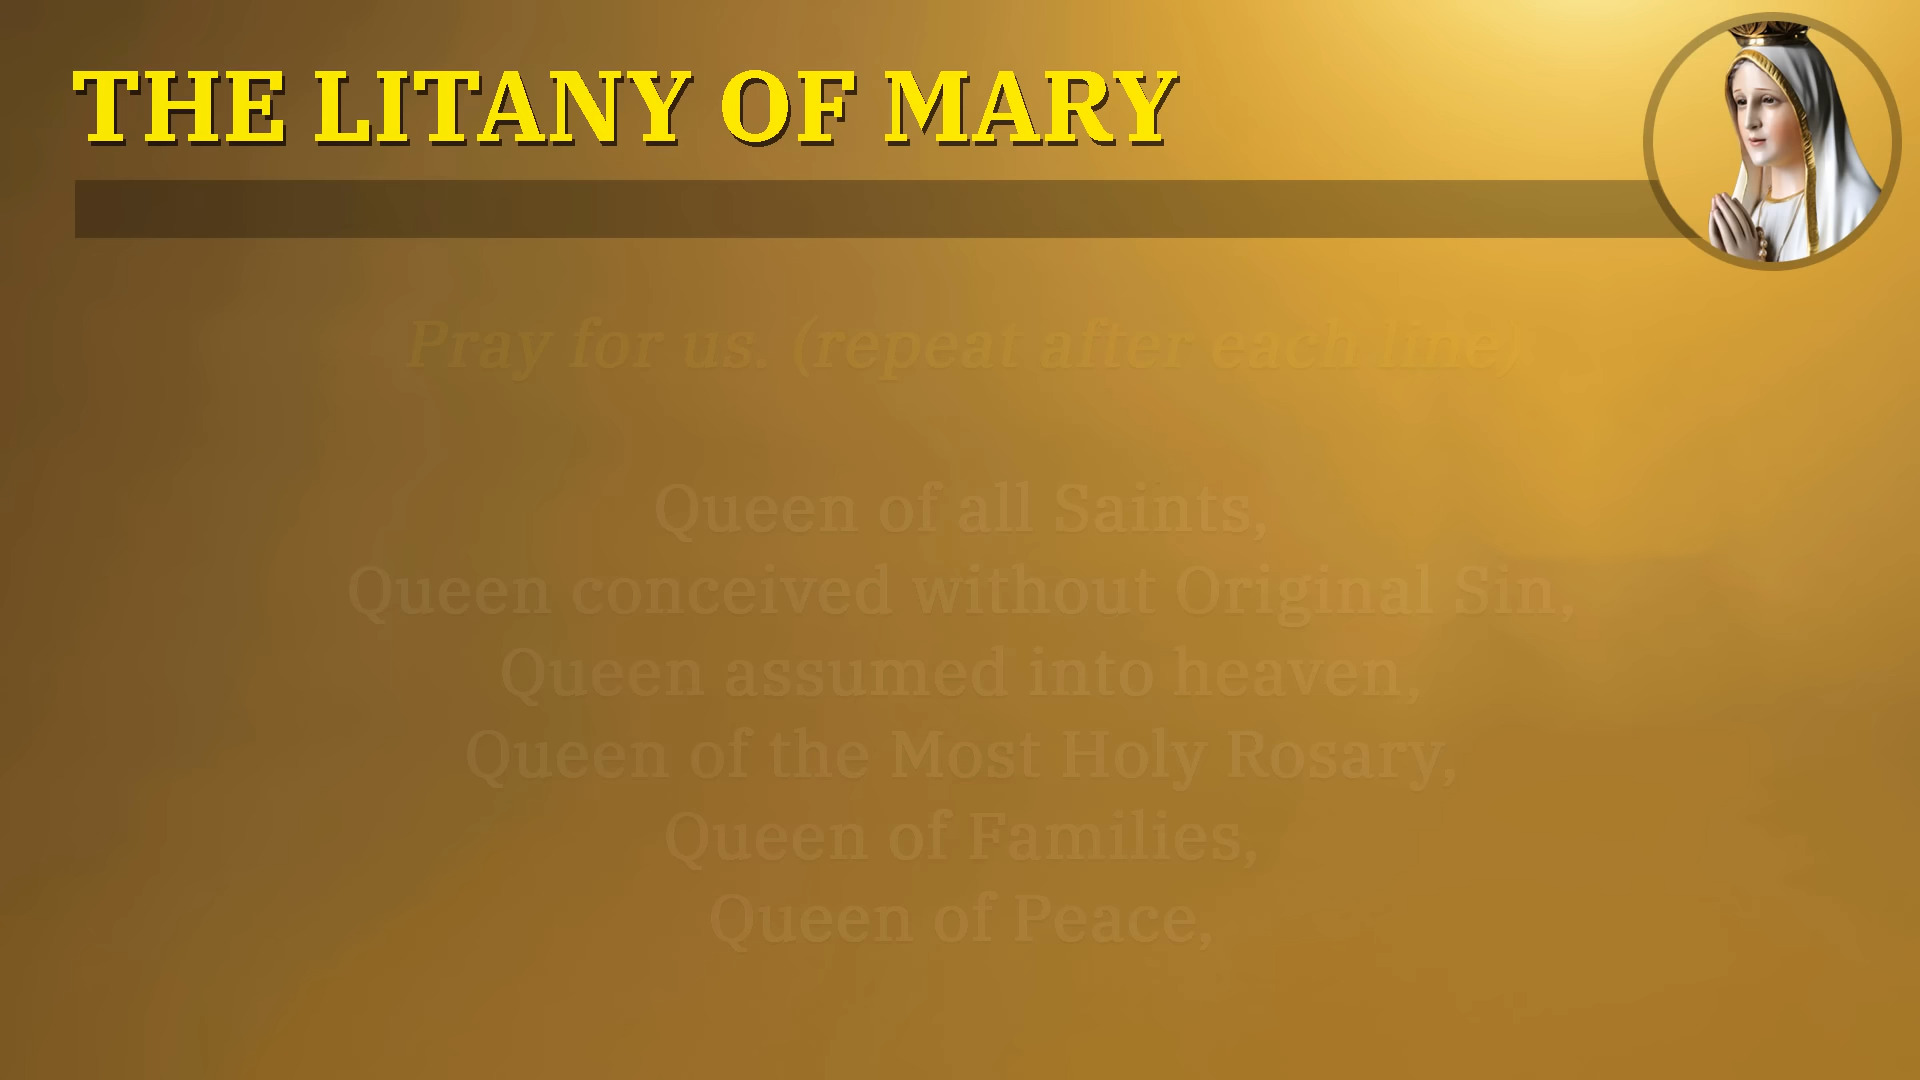 THE LITANY OF MARY
Pray for us. (repeat after each line)
Queen of all Saints,
Queen conceived without Original Sin,
Queen assumed into heaven,
Queen of the Most Holy Rosary,
Queen of Families,
Queen of Peace,